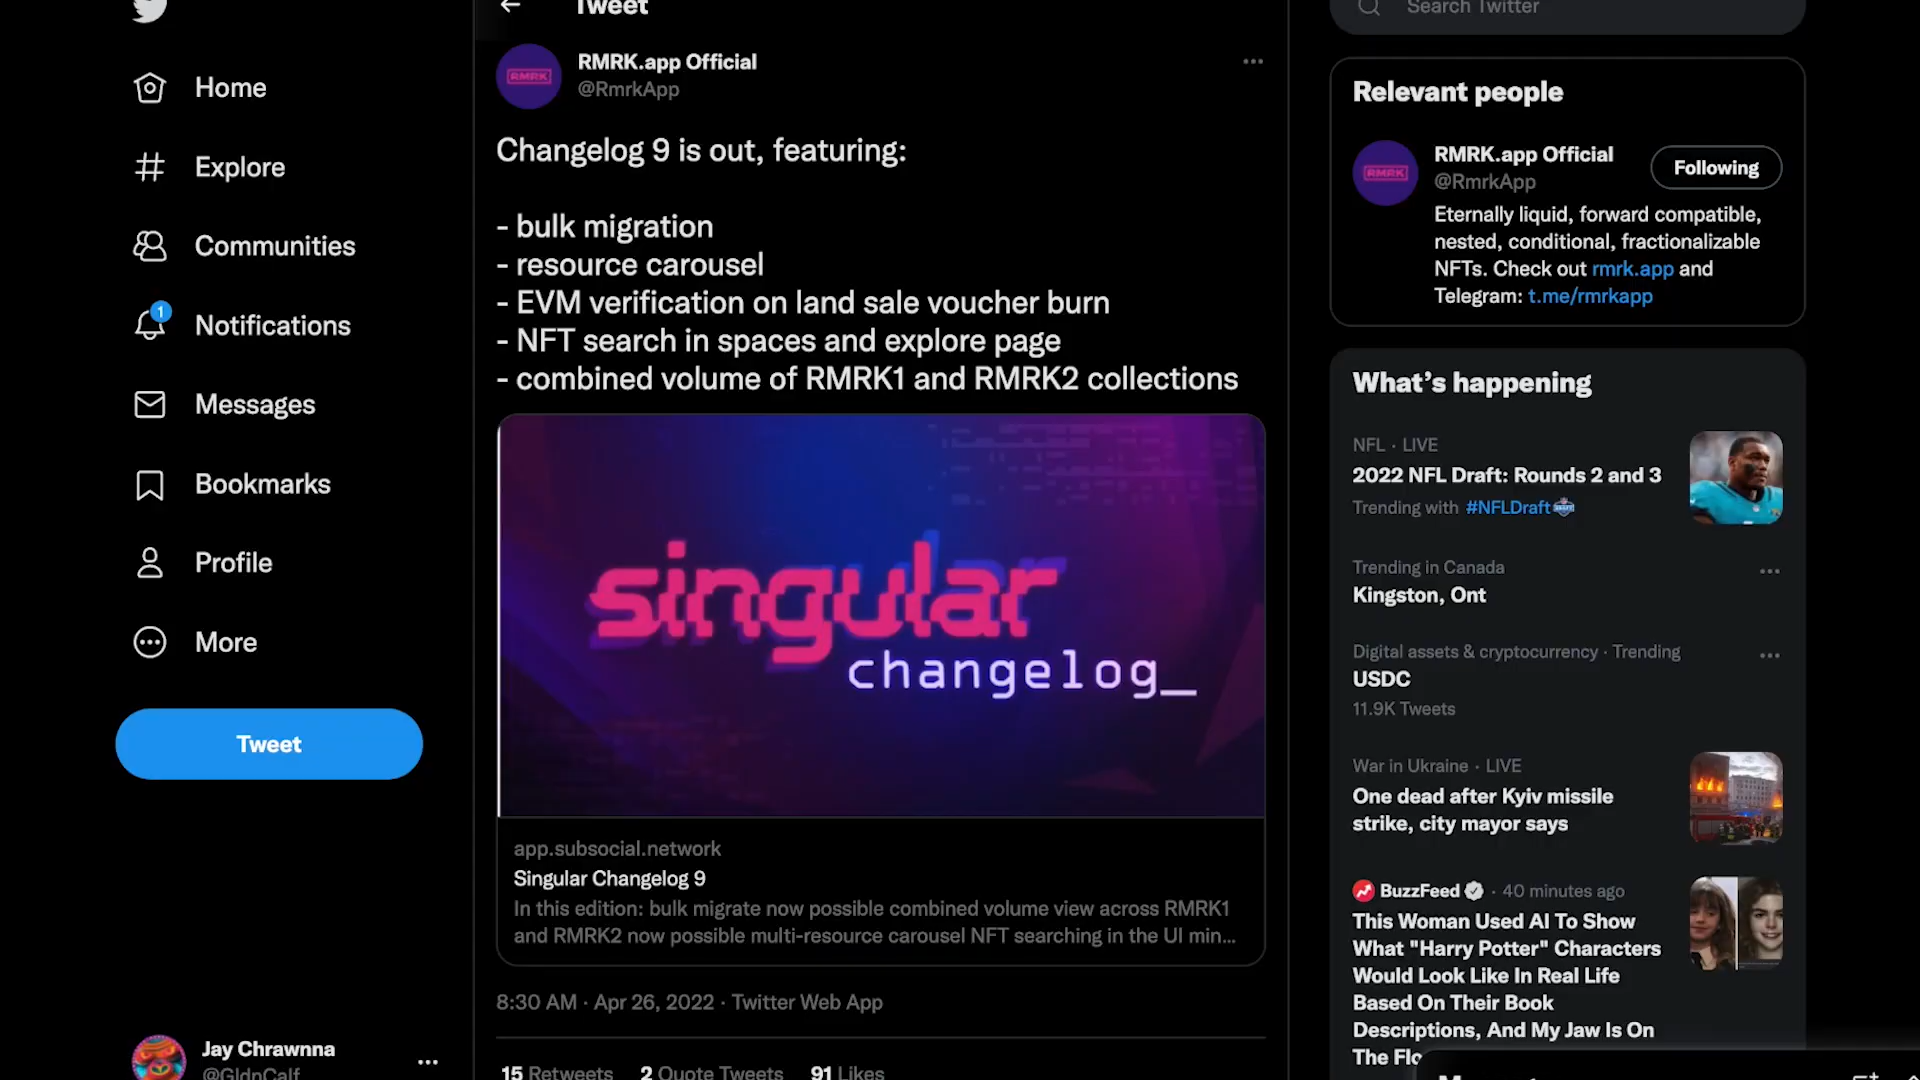 Home
Explore
Communities
1
Notifications
Messages
Bookmarks
Profile
More
Tweet
Jay Chrawnna
@GldnCalf
Tweet
RMRK
RMRK.app Official
@RmrkApp
Changelog 9 is out, featuring:
- bulk migration
- resource carousel
- EVM verification on land sale voucher burn
- NFT search in spaces and explore page
- combined volume of RMRK1 and RMRK2 collections
singular
changelog_
app.subsocial.network
Singular Changelog 9
In this edition: bulk migrate now possible combined volume view across RMRK1
and RMRK2 now possible multi-resource carousel NFT searching in the UI min...
8:30 AM · Apr 26, 2022 · Twitter Web App
15 Retweets 2 Quote Tweets 91 Likes
Search Twitter
Relevant people
RMRK
RMRK.app Official
@RmrkApp
Following
Eternally liquid, forward compatible,
nested, conditional, fractionalizable
NFTs. Check out rmrk.app and
Telegram: t.me/rmrkapp
What's happening
NFL · LIVE
2022 NFL Draft: Rounds 2 and 3
Trending with #NFLDraft
Trending in Canada
Kingston, Ont
Digital assets & cryptocurrency · Trending
USDC
11.9K Tweets
War in Ukraine · LIVE
One dead after Kyiv missile
strike, city mayor says
BuzzFeed · 40 minutes ago
This Woman Used AI To Show
What "Harry Potter" Characters
Would Look Like In Real Life
Based On Their Book
Descriptions, And My Jaw Is On
The Flo